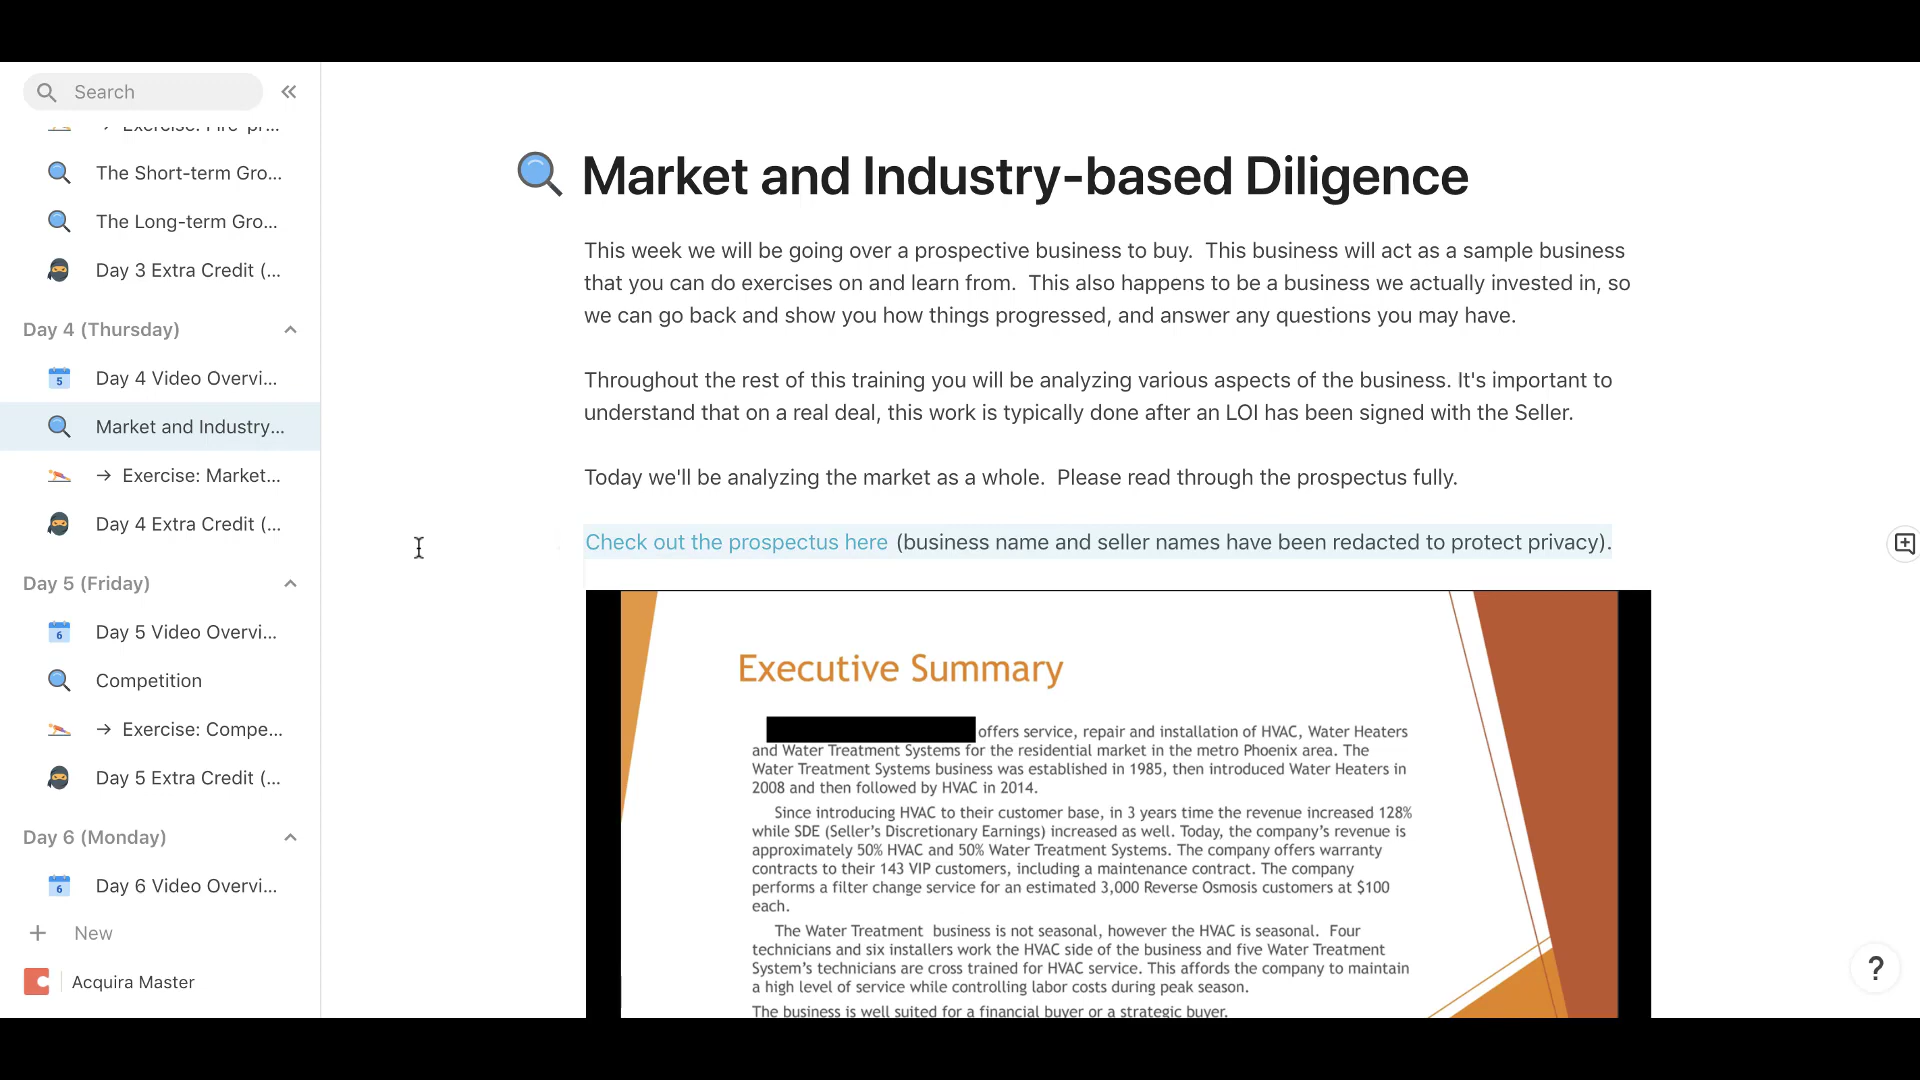 Search
The Short-term Gro...
The Long-term Gro...
Day 3 Extra Credit (...
Day 4 (Thursday)
5 Day 4 Video Overvi...
Market and Industry...
→ Exercise: Market...
Day 4 Extra Credit (...
Day 5 (Friday)
6 Day 5 Video Overvi...
Competition
→ Exercise: Compe...
Day 5 Extra Credit (...
Day 6 (Monday)
6 Day 6 Video Overvi...
New
Acquira Master
Market and Industry-based Diligence
This week we will be going over a prospective business to buy.  This business will act as a sample business
that you can do exercises on and learn from.  This also happens to be a business we actually invested in, so
we can go back and show you how things progressed, and answer any questions you may have.
Throughout the rest of this training you will be analyzing various aspects of the business. It's important to
understand that on a real deal, this work is typically done after an LOI has been signed with the Seller.
Today we'll be analyzing the market as a whole.  Please read through the prospectus fully.
Check out the prospectus here (business name and seller names have been redacted to protect privacy).
Executive Summary
offers service, repair and installation of HVAC, Water Heaters
and Water Treatment Systems for the residential market in the metro Phoenix area. The
Water Treatment Systems business was established in 1985, then introduced Water Heaters in
2008 and then followed by HVAC in 2014.
Since introducing HVAC to their customer base, in 3 years time the revenue increased 128%
while SDE (Seller's Discretionary Earnings) increased as well. Today, the company's revenue is
approximately 50% HVAC and 50% Water Treatment Systems. The company offers warranty
contracts to their 143 VIP customers, including a maintenance contract. The company
performs a filter change service for an estimated 3,000 Reverse Osmosis customers at $100
each.
The Water Treatment  business is not seasonal, however the HVAC is seasonal.  Four
technicians and six installers work the HVAC side of the business and five Water Treatment
System's technicians are cross trained for HVAC service. This affords the company to maintain
a high level of service while controlling labor costs during peak season.
The business is well suited for a financial buyer or a strategic buyer.
?